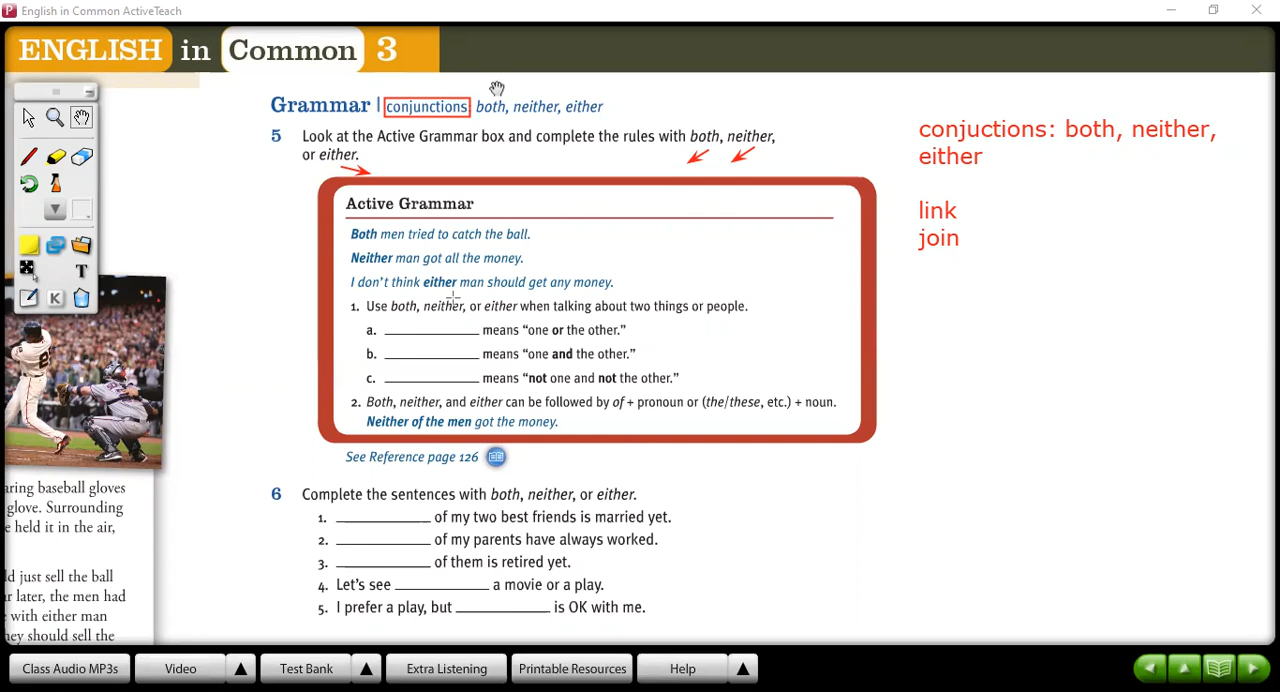 English in Common ActiveTeach
ENGLISH in Common 3
Grammar | conjunctions both, neither, either
5 Look at the Active Grammar box and complete the rules with both, neither,
or either.
Active Grammar
Both men tried to catch the ball.
Neither man got all the money.
I don't think either man should get any money.
1. Use both, neither, or either when talking about two things or people.
a. ____________ means "one or the other."
b. ____________ means "one and the other."
c. ____________ means "not one and not the other."
2. Both, neither, and either can be followed by of + pronoun or (the/these, etc.) + noun.
Neither of the men got the money.
See Reference page 126
6 Complete the sentences with both, neither, or either.
1. ____________ of my two best friends is married yet.
2. ____________ of my parents have always worked.
3. ____________ of them is retired yet.
4. Let's see ____________ a movie or a play.
5. I prefer a play, but ____________ is OK with me.
conjuctions: both, neither,
either
link
join
T
K
aring baseball gloves
glove. Surrounding
e held it in the air,
ld just sell the ball
ar later, the men had
e with either man
ney should sell the
Class Audio MP3s
Video
Test Bank
Extra Listening
Printable Resources
Help